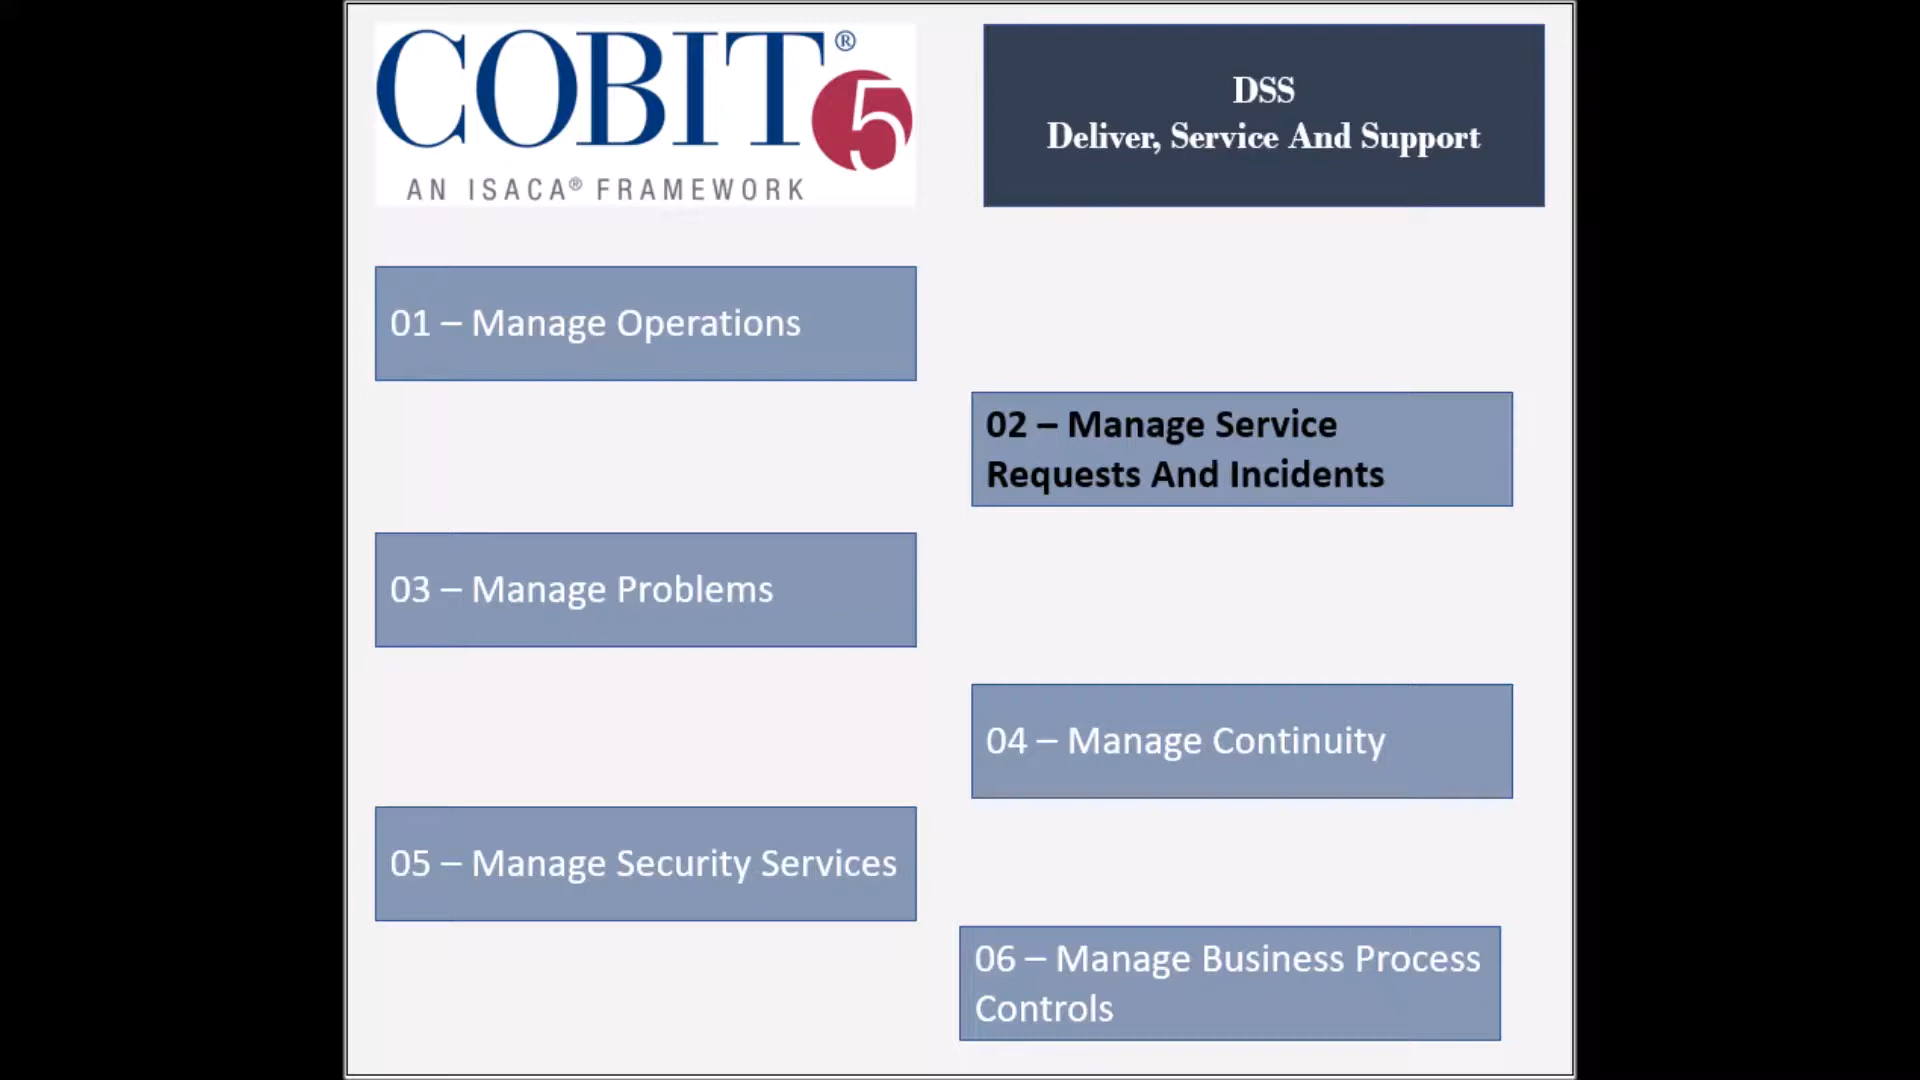 COBIT® 5
AN ISACA® FRAMEWORK
DSS
Deliver, Service And Support
01 – Manage Operations
02 – Manage Service
Requests And Incidents
03 – Manage Problems
04 – Manage Continuity
05 – Manage Security Services
06 – Manage Business Process
Controls